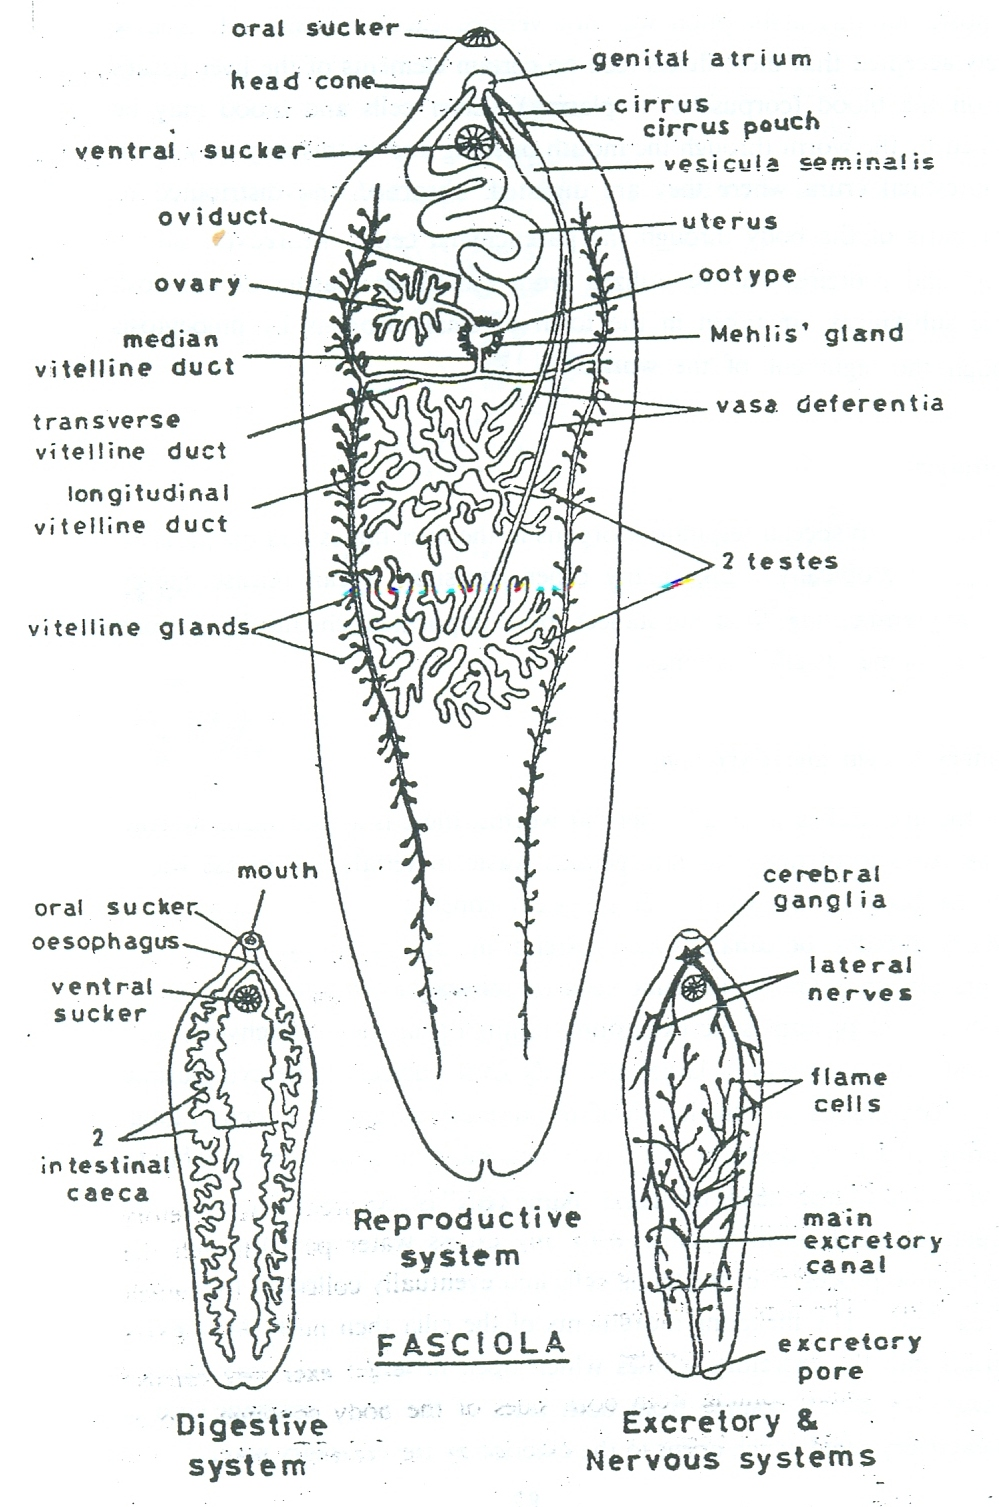 oral sucker
head cone
genital atrium
cirrus
cirrus pouch
ventral sucker
vesicula seminalis
oviduct
uterus
ovary
ootype
median
vitelline duct
Mehlis' gland
transverse
vitelline duct
vasa deferentia
longitudinal
vitelline duct
2 testes
vitelline glands
mouth
oral sucker
oesophagus
ventral
sucker
2
intestinal
caeca
Digestive
system
Reproductive
system
FASCIOLA
cerebral
ganglia
lateral
nerves
flame
cells
main
excretory
canal
excretory
pore
Excretory &
Nervous systems